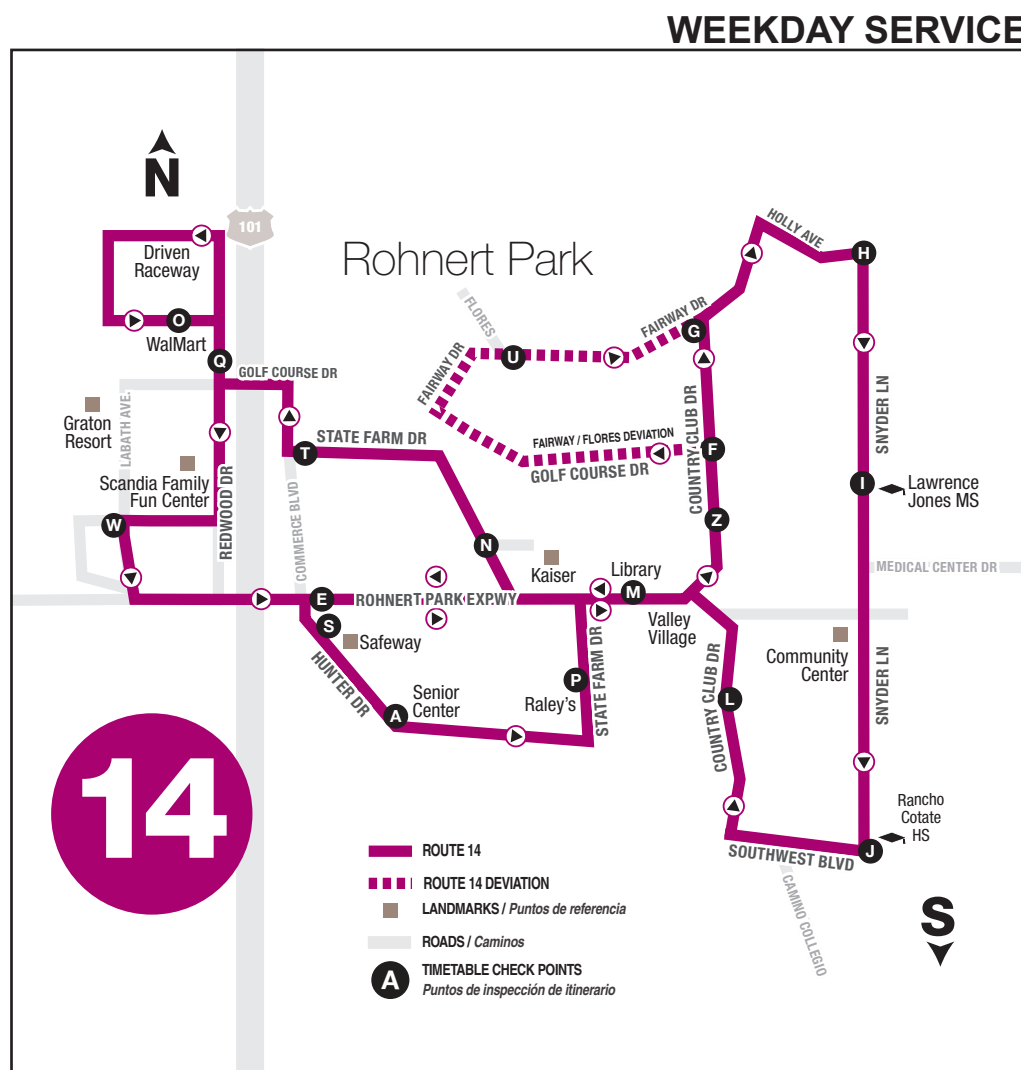 WEEKDAY SERVICE
N
101
Rohnert Park
Driven
Raceway
O
WalMart
Q
GOLF COURSE DR
LABATH AVE.
Graton
Resort
Scandia Family
Fun Center
REDWOOD DR
W
T
STATE FARM DR
COMMERCE BLVD
FLORES
FAIRWAY DR
U
FAIRWAY DR
G
HOLLY AVE
H
SNYDER LN
FAIRWAY / FLORES DEVIATION
GOLF COURSE DR
COUNTRY CLUB DR
F
Z
I
Lawrence
Jones MS
MEDICAL CENTER DR
N
Kaiser
Library
M
Valley
Village
E
ROHNERT PARK EXPWY
S
Safeway
HUNTER DR
A
Senior
Center
P
Raley's
STATE FARM DR
COUNTRY CLUB DR
L
Community
Center
SNYDER LN
Rancho
Cotate
HS
J
SOUTHWEST BLVD
CAMINO COLLEGIO
S
14
ROUTE 14
ROUTE 14 DEVIATION
LANDMARKS / Puntos de referencia
ROADS / Caminos
A
TIMETABLE CHECK POINTS
Puntos de inspección de itinerario